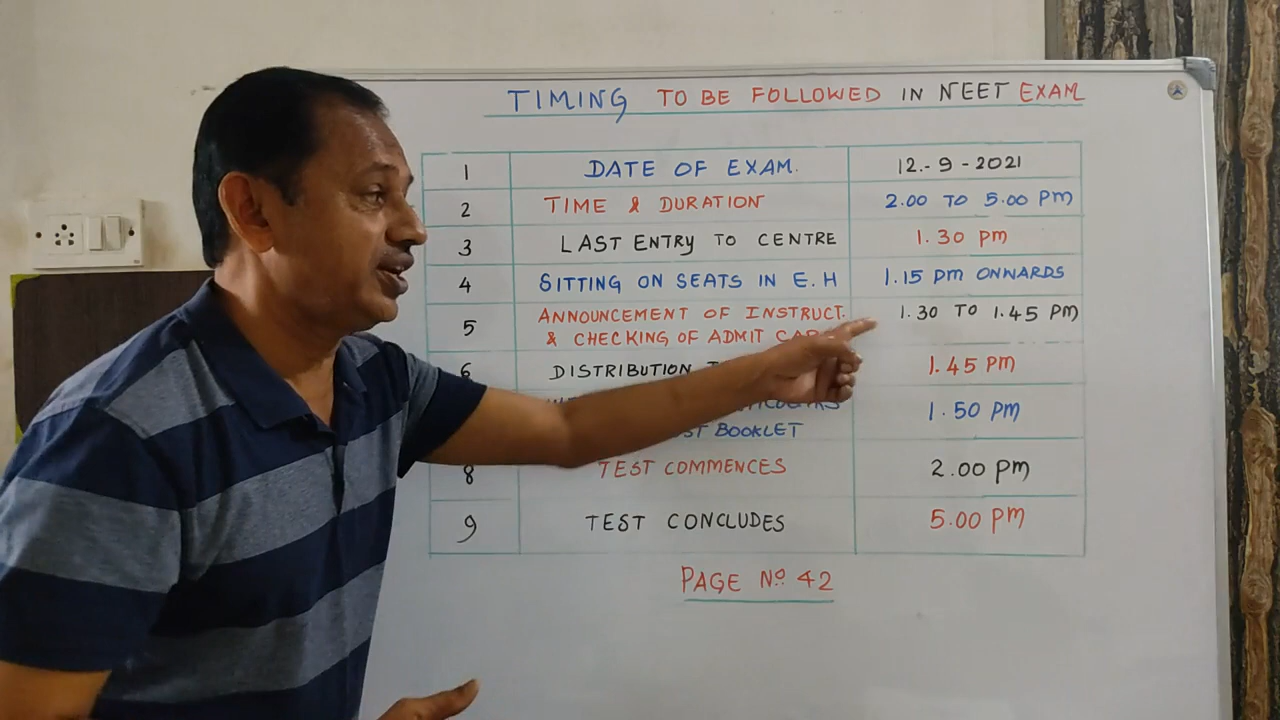 TIMING TO BE FOLLOWED IN NEET EXAM
1 DATE OF EXAM. 12.-9-2021
2 TIME & DURATION 2.00 TO 5.00 PM
3 LAST ENTRY TO CENTRE 1.30 PM
4 SITTING ON SEATS IN E.H 1.15 PM ONWARDS
5 ANNOUNCEMENT OF INSTRUCT. 1.30 TO 1.45 PM
& CHECKING OF ADMIT
6 DISTRIBUTION 1.45 PM
1.50 PM
BOOKLET
8 TEST COMMENCES 2.00 PM
9 TEST CONCLUDES 5.00 PM
PAGE Nº 42